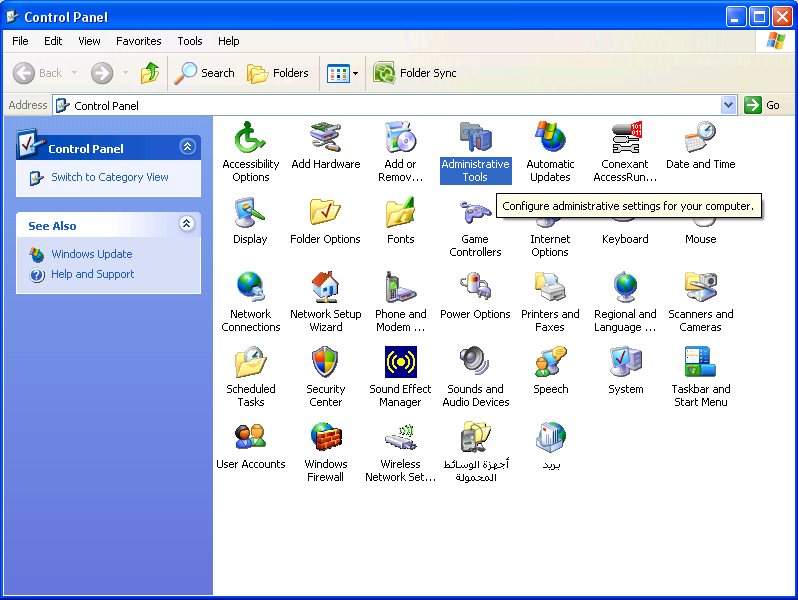 Control Panel
File Edit View Favorites Tools Help
Back Search Folders Folder Sync
Address Control Panel Go
Control Panel
Switch to Category View
See Also
Windows Update
Help and Support
Accessibility Options
Add Hardware
Add or Remov...
Administrative Tools
Automatic Updates
Conexant AccessRun...
Date and Time
Configure administrative settings for your computer.
Display
Folder Options
Fonts
Game Controllers
Internet Options
Keyboard
Mouse
Network Connections
Network Setup Wizard
Phone and Modem ...
Power Options
Printers and Faxes
Regional and Language ...
Scanners and Cameras
Scheduled Tasks
Security Center
Sound Effect Manager
Sounds and Audio Devices
Speech
System
Taskbar and Start Menu
User Accounts
Windows Firewall
Wireless Network Set...
أجهزة الوسائط المحمولة
بريد